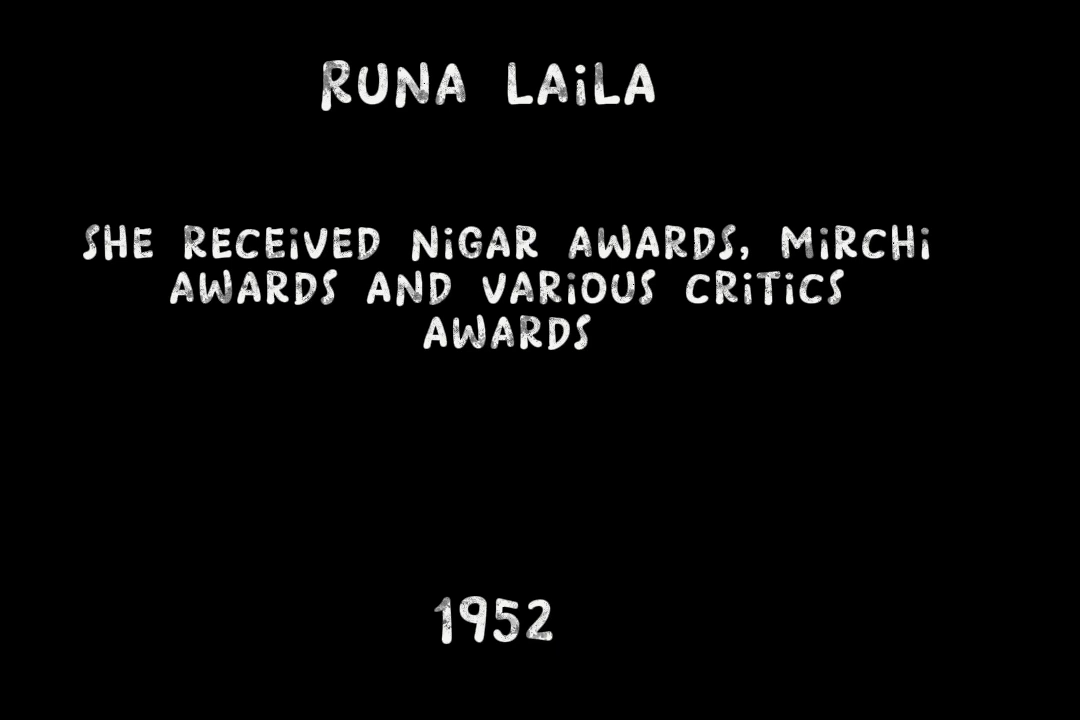 RUNA LAiLA
SHE RECEiVED NiGAR AWARDS, MiRCHi
AWARDS AND VARiOUS CRiTiCS
AWARDS
1952